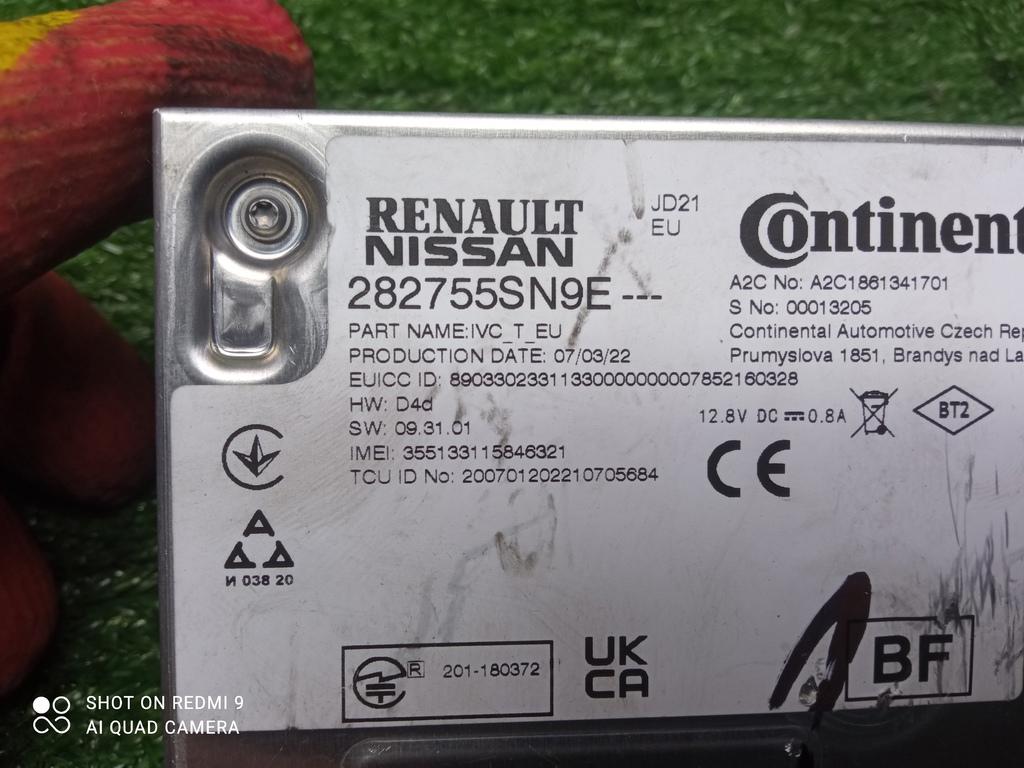 RENAULT
NISSAN
JD21
EU
282755SN9E ---
PART NAME:IVC_T_EU
PRODUCTION DATE: 07/03/22
EUICC ID: 89033023311330000000007852160328
HW: D4d
SW: 09.31.01
IMEI: 355133115846321
TCU ID No: 200701202210705684
Continent
A2C No: A2C1861341701
S No: 00013205
Continental Automotive Czech Rep
Prumyslova 1851, Brandys nad La
12.8V DC 0.8A
BT2
CE
A
И 038 20
R 201-180372
UK
CA
BF
SHOT ON REDMI 9
AI QUAD CAMERA